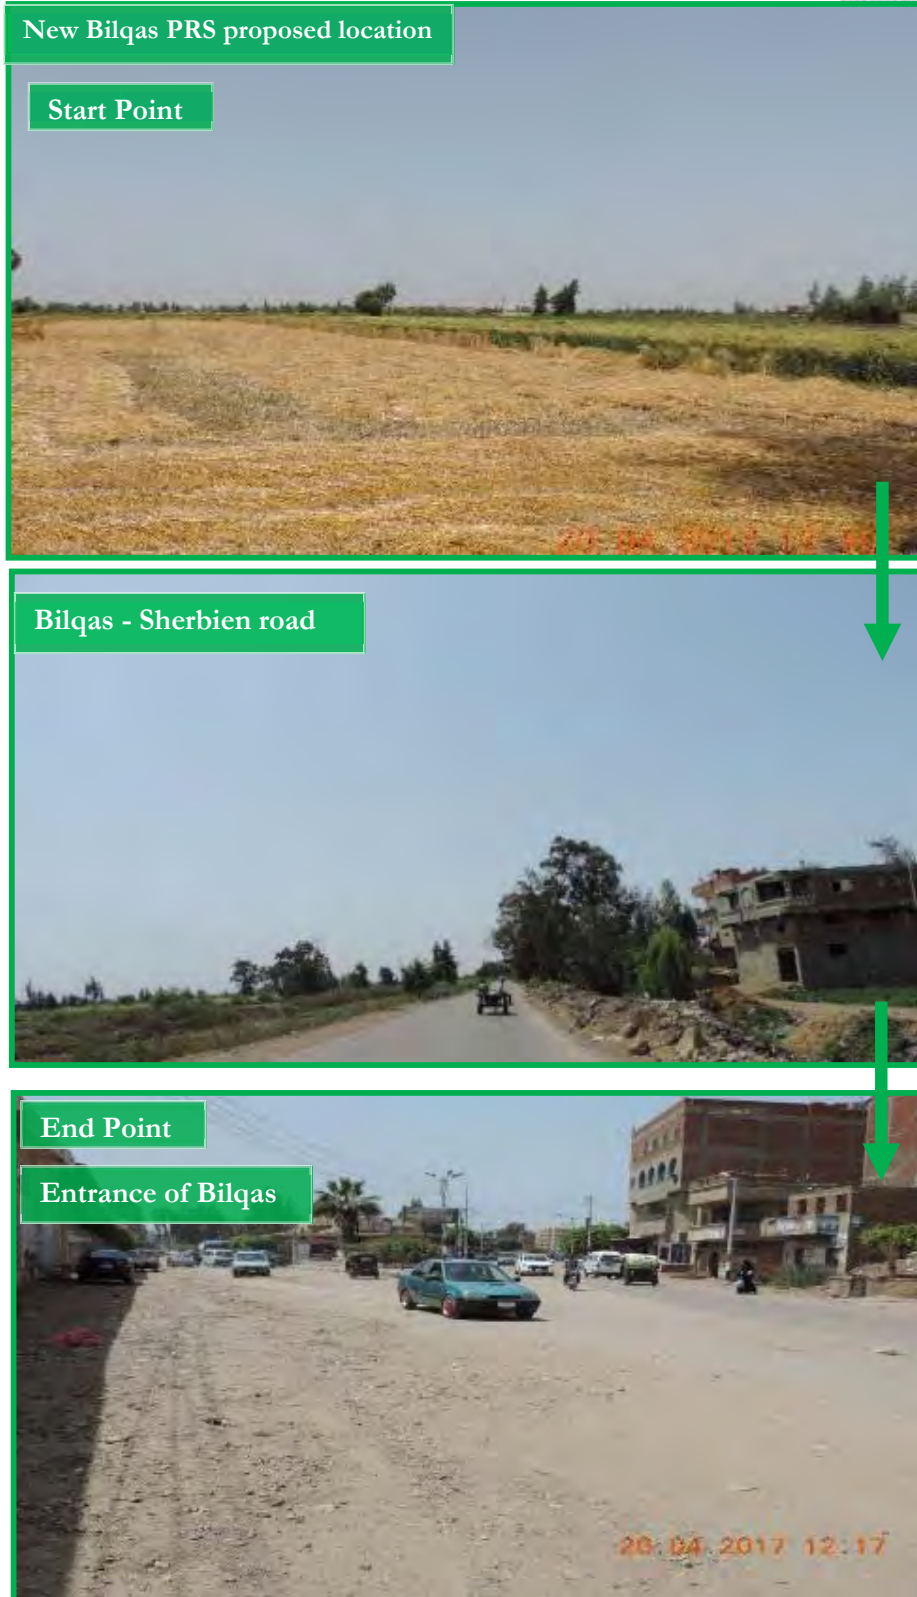 New Bilqas PRS proposed location
Start Point
Bilqas - Sherbien road
End Point
Entrance of Bilqas
20.04.2017 12:17